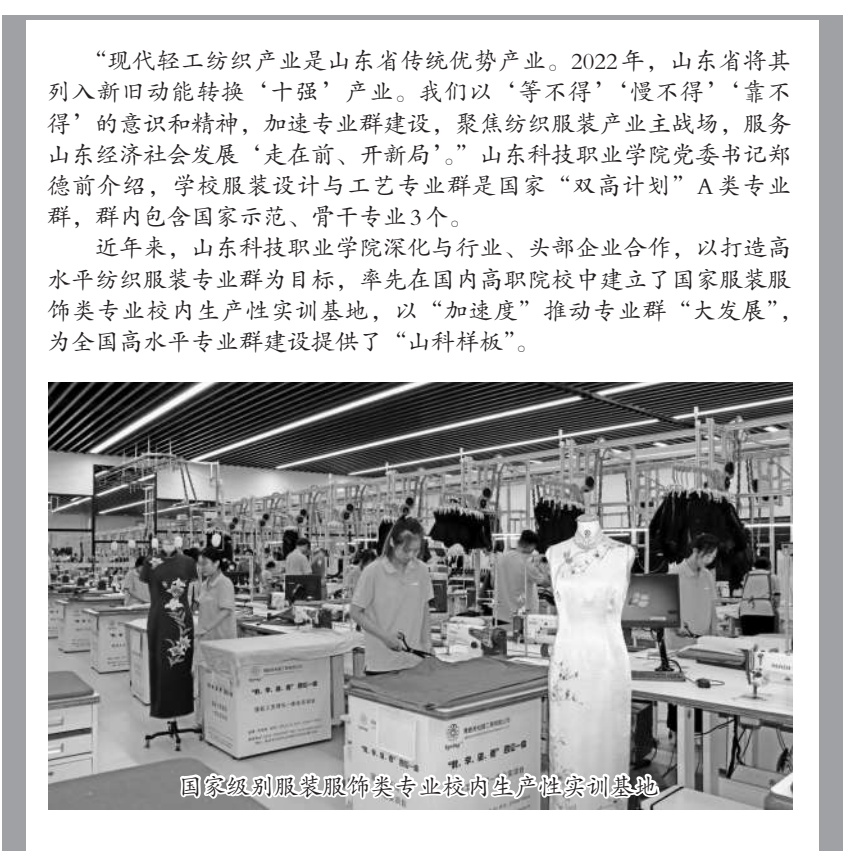 “现代轻工纺织产业是山东省传统优势产业。2022年，山东省将其
列入新旧动能转换‘十强’产业。我们以‘等不得’‘慢不得’‘靠不
得’的意识和精神，加速专业群建设，聚焦纺织服装产业主战场，服务
山东经济社会发展‘走在前、开新局’。”山东科技职业学院党委书记郑
德前介绍，学校服装设计与工艺专业群是国家“双高计划”A类专业
群，群内包含国家示范、骨干专业3个。
近年来，山东科技职业学院深化与行业、头部企业合作，以打造高
水平纺织服装专业群为目标，率先在国内高职院校中建立了国家服装服
饰类专业校内生产性实训基地，以“加速度”推动专业群“大发展”，
为全国高水平专业群建设提供了“山科样板”。
国家级别服装服饰类专业校内生产性实训基地